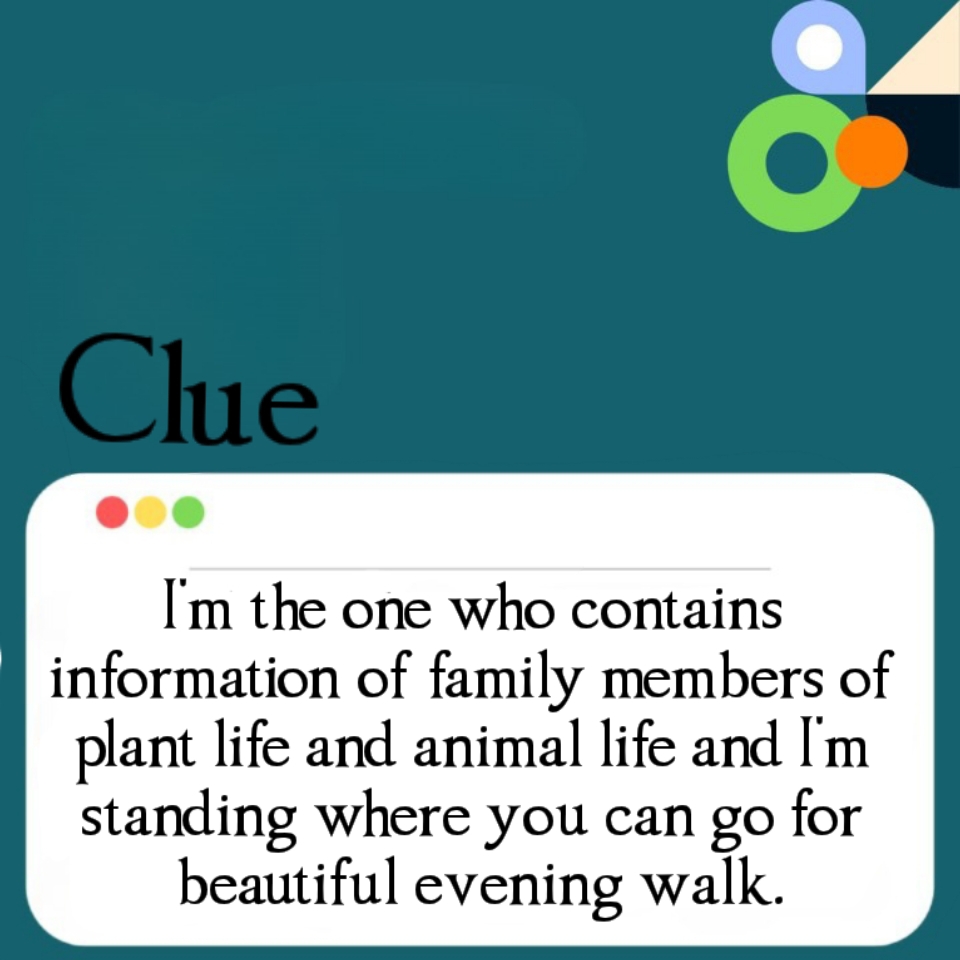 Clue
I'm the one who contains
information of family members of
plant life and animal life and I'm
standing where you can go for
beautiful evening walk.